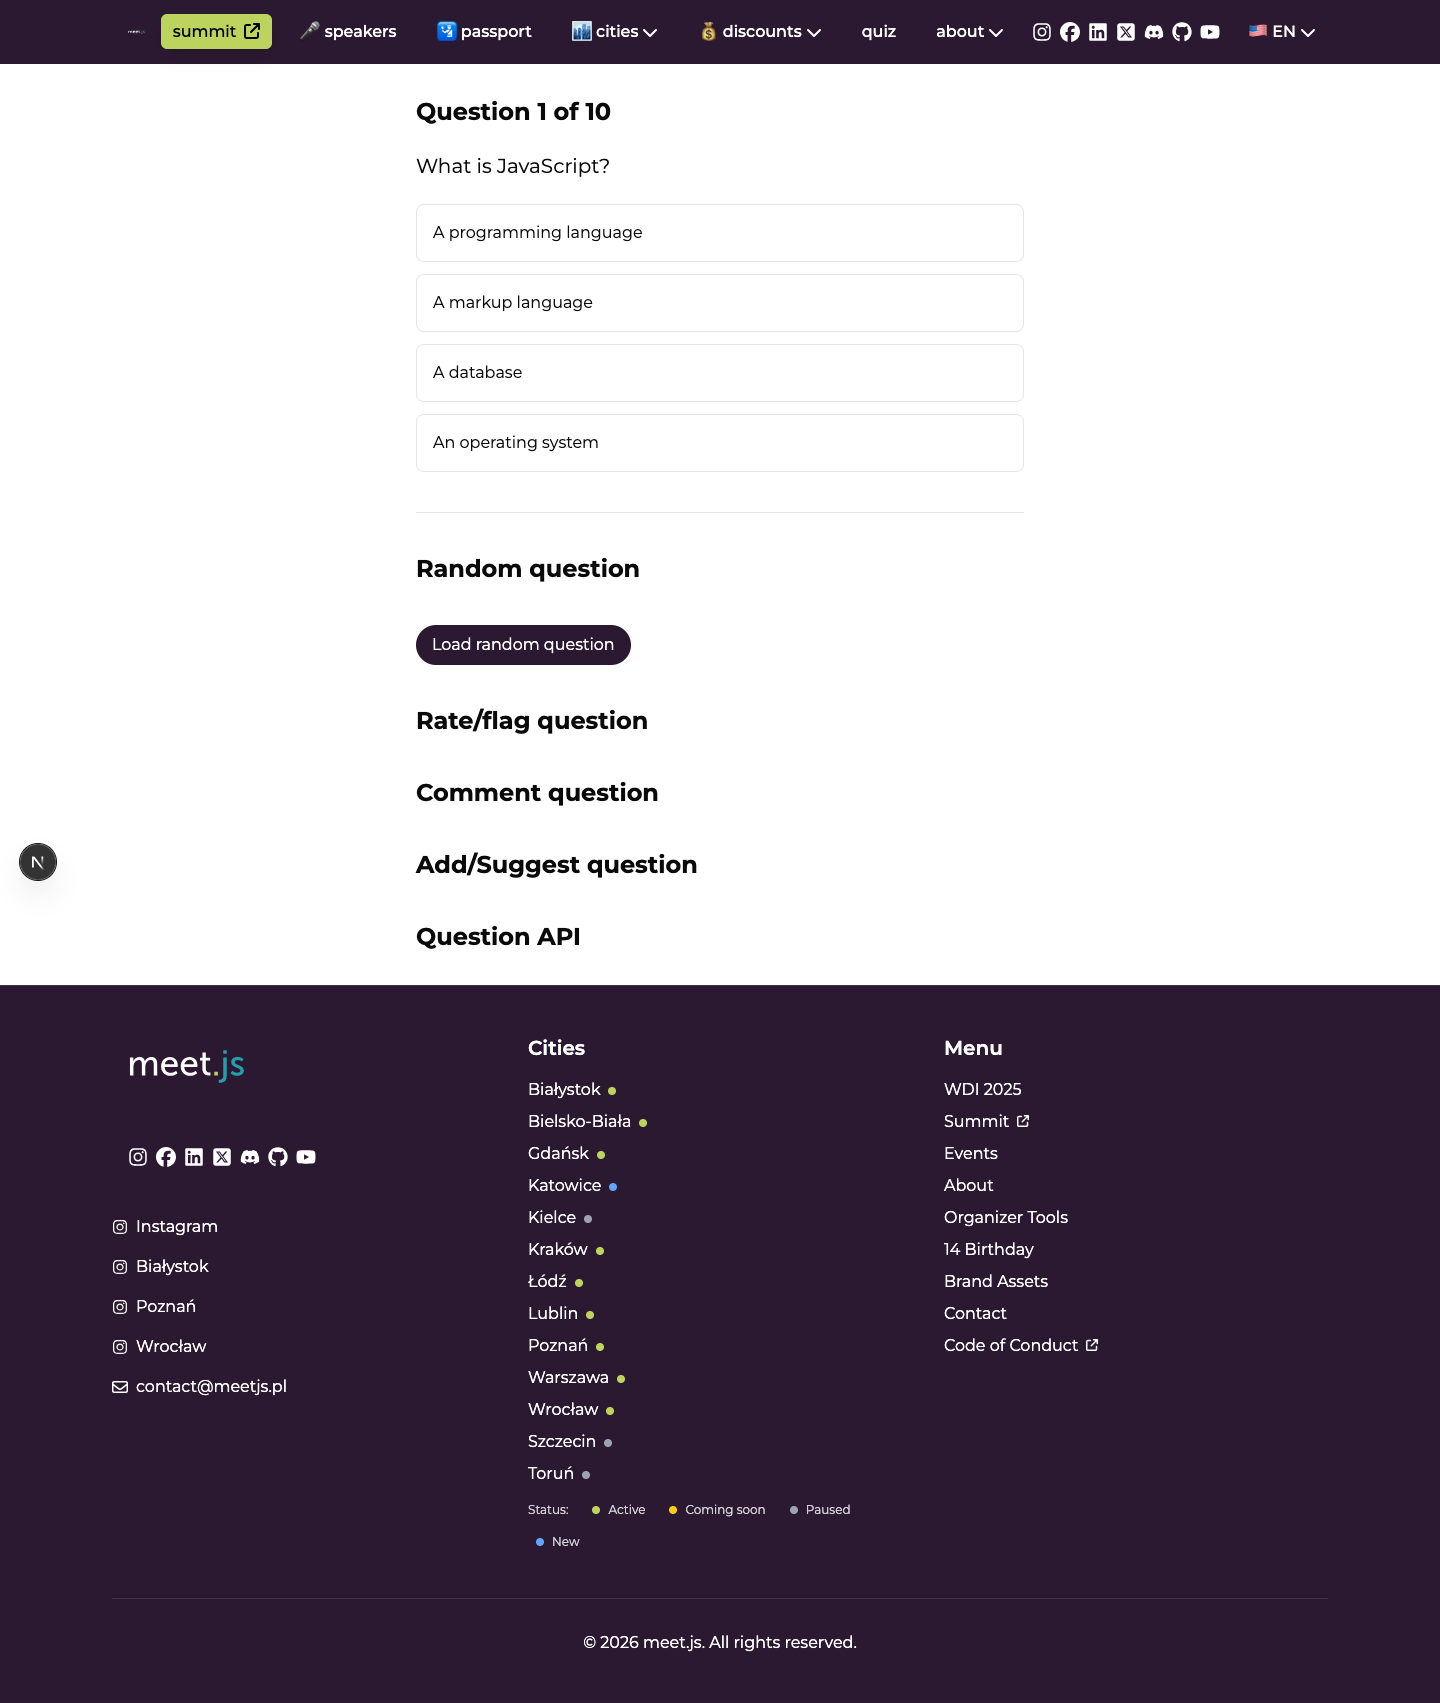 meet.js summit speakers passport cities discounts quiz about EN
Question 1 of 10
What is JavaScript?
A programming language
A markup language
A database
An operating system
Random question
Load random question
Rate/flag question
Comment question
Add/Suggest question
N
Question API
meet.js
Instagram
Białystok
Poznań
Wrocław
contact@meetjs.pl
Cities
Białystok
Bielsko-Biała
Gdańsk
Katowice
Kielce
Kraków
Łódź
Lublin
Poznań
Warszawa
Wrocław
Szczecin
Toruń
Status: Active Coming soon Paused
New
Menu
WDI 2025
Summit
Events
About
Organizer Tools
14 Birthday
Brand Assets
Contact
Code of Conduct
© 2026 meet.js. All rights reserved.